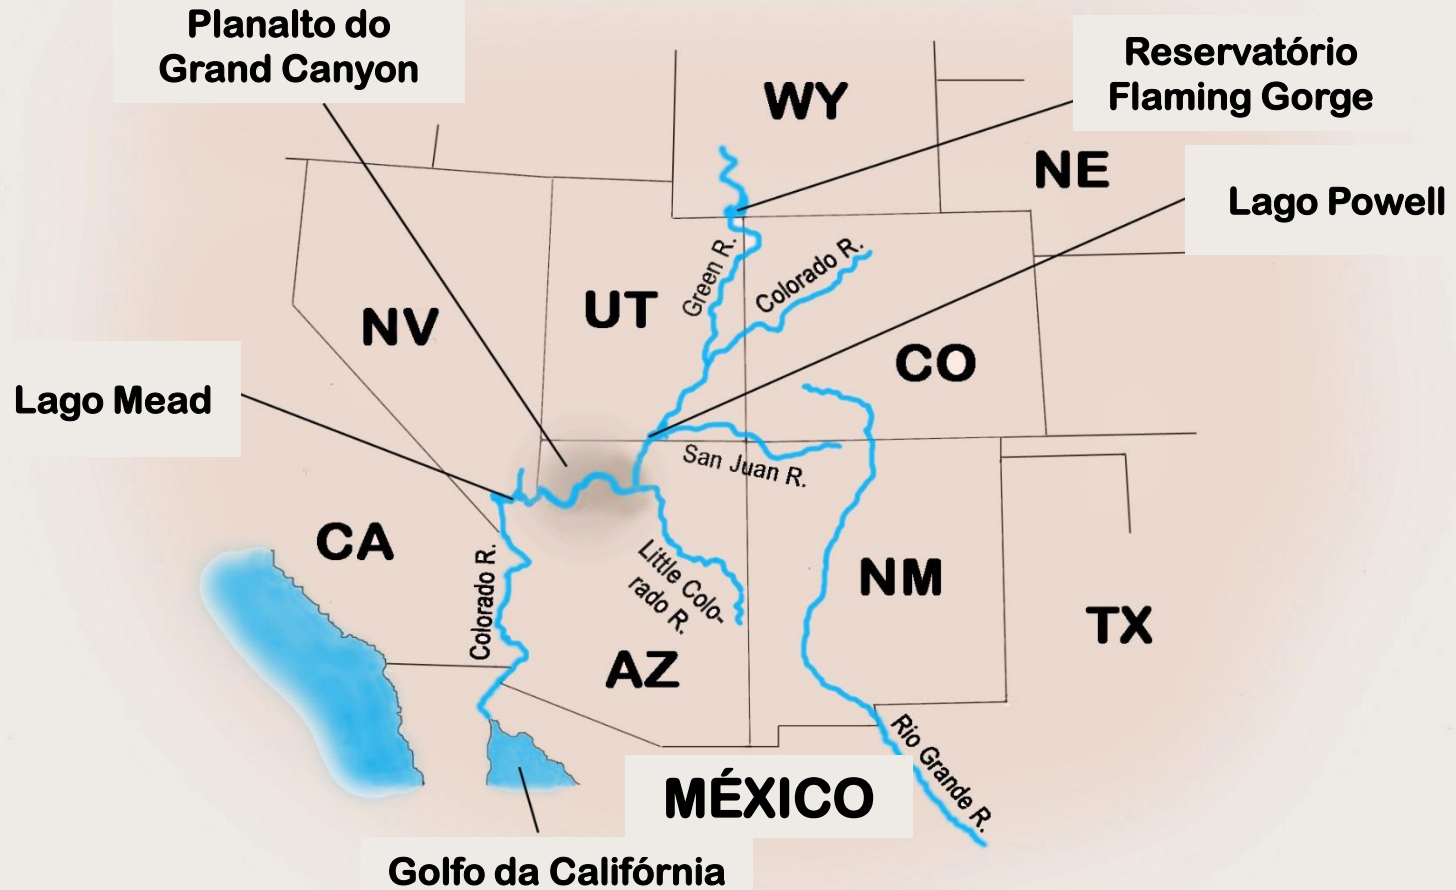 Planalto do
Grand Canyon
Reservatório
Flaming Gorge
WY
NE
Lago Powell
Green R.
Colorado R.
UT
NV
CO
Lago Mead
San Juan R.
CA
Colorado R.
Little Colo-
rado R.
NM
TX
AZ
Rio Grande R.
MÉXICO
Golfo da Califórnia